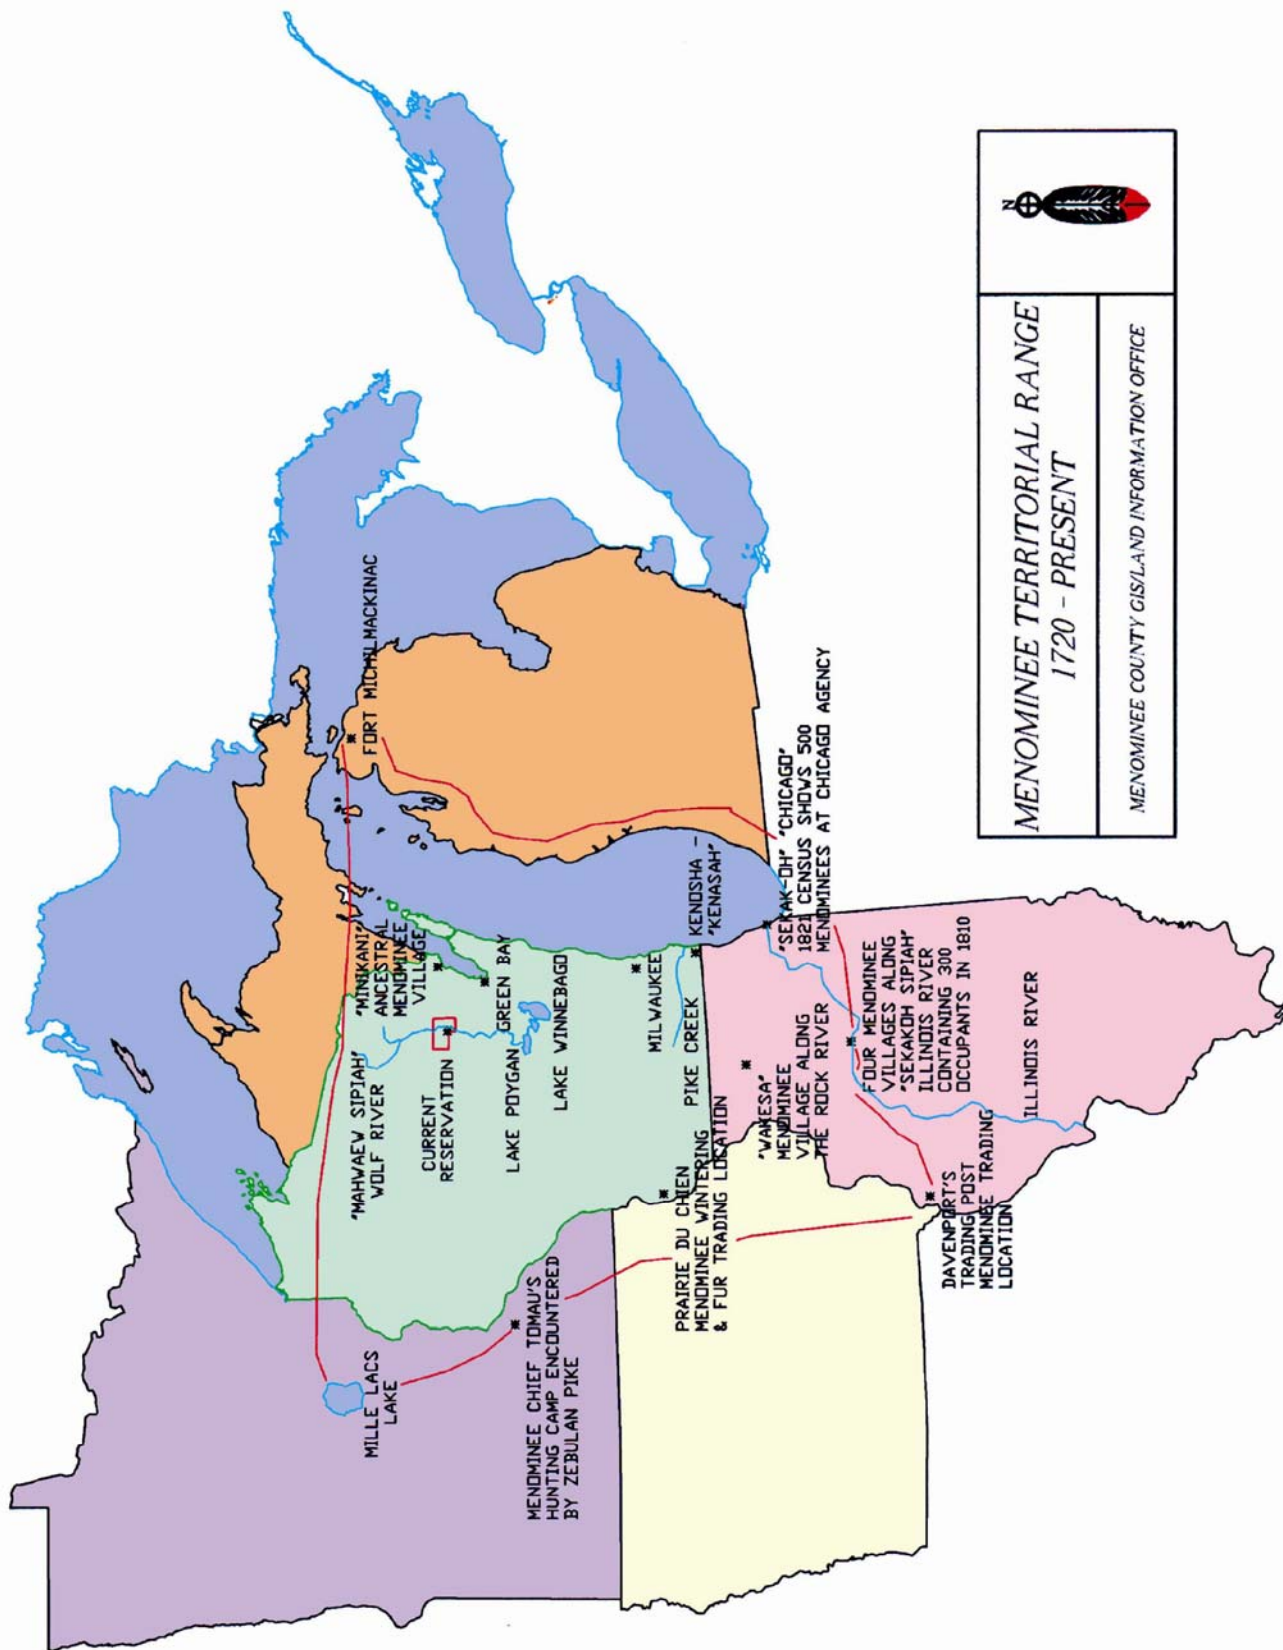 MILLE LACS
LAKE
MENOMINEE CHIEF TOMAU'S
HUNTING CAMP ENCOUNTERED
BY ZEBULAN PIKE
"MAHWAEW SIPIAH"
WOLF RIVER
"MINIKANI"
ANCESTRAL
MENOMINEE
VILLAGE
FORT MICHILMACKINAC
CURRENT
RESERVATION
GREEN BAY
LAKE POYGAN
LAKE WINNEBAGO
MILWAUKEE
PIKE CREEK
KENOSHA -
"KENASAH"
PRAIRIE DU CHIEN
MENOMINEE WINTERING
& FUR TRADING LOCATION
"WAKESA"
MENOMINEE
VILLAGE ALONG
THE ROCK RIVER
"SEKAK-OH" "CHICAGO"
1821 CENSUS SHOWS 500
MENOMINEES AT CHICAGO AGENCY
FOUR MENOMINEE
VILLAGES ALONG
"SEKAKOH SIPIAH"
ILLINOIS RIVER
CONTAINING 300
OCCUPANTS IN 1810
DAVENPORT'S
TRADING POST
MENOMINEE TRADING
LOCATION
ILLINOIS RIVER
MENOMINEE TERRITORIAL RANGE
1720 - PRESENT
MENOMINEE COUNTY GIS/LAND INFORMATION OFFICE
N